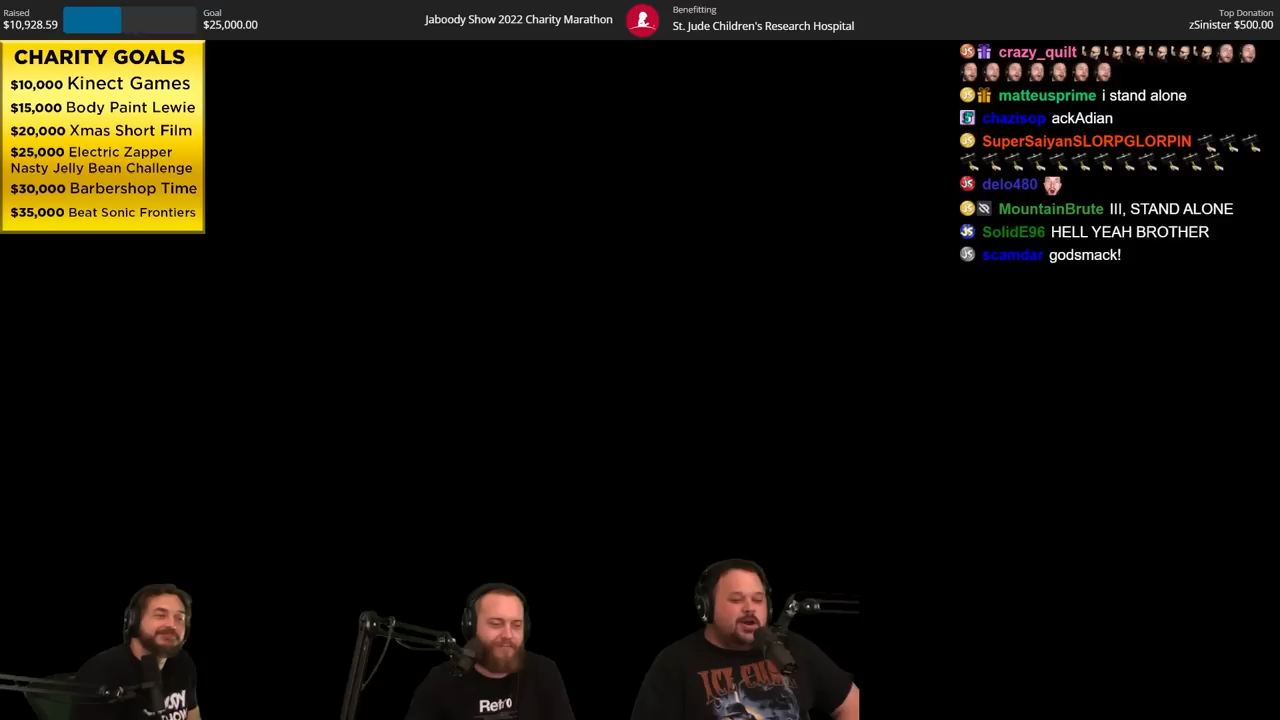 Raised
$10,928.59
Goal
$25,000.00
Jaboody Show 2022 Charity Marathon
Benefitting
St. Jude Children's Research Hospital
Top Donation
zSinister $500.00
CHARITY GOALS
$10,000 Kinect Games
$15,000 Body Paint Lewie
$20,000 Xmas Short Film
$25,000 Electric Zapper
Nasty Jelly Bean Challenge
$30,000 Barbershop Time
$35,000 Beat Sonic Frontiers
crazy_quilt
matteusprime i stand alone
chazisop ackAdian
SuperSaiyanSLORPGLORPIN
delo480
MountainBrute III, STAND ALONE
SolidE96 HELL YEAH BROTHER
scamdar godsmack!
Retro
ICE CUBE